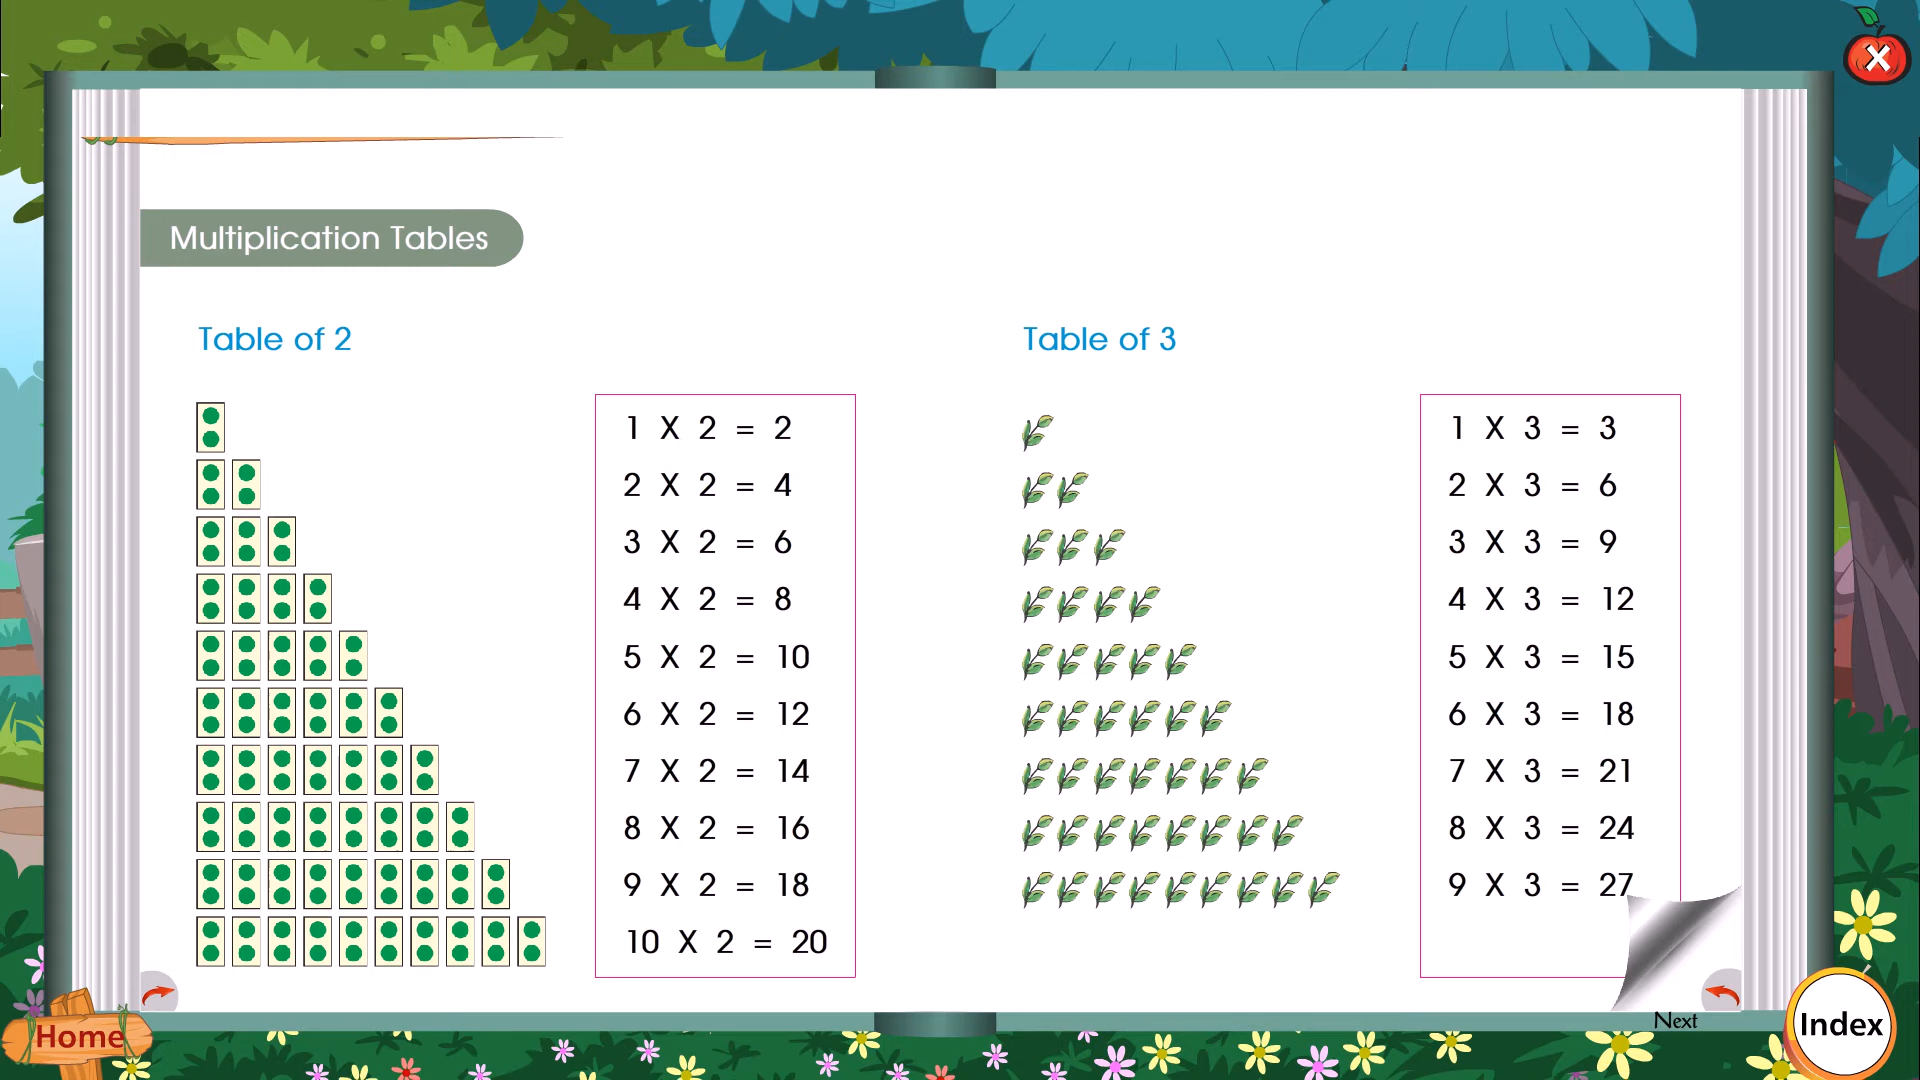 Multiplication Tables
Table of 2
1 X 2 = 2
2 X 2 = 4
3 X 2 = 6
4 X 2 = 8
5 X 2 = 10
6 X 2 = 12
7 X 2 = 14
8 X 2 = 16
9 X 2 = 18
10 X 2 = 20
Table of 3
1 X 3 = 3
2 X 3 = 6
3 X 3 = 9
4 X 3 = 12
5 X 3 = 15
6 X 3 = 18
7 X 3 = 21
8 X 3 = 24
9 X 3 = 27
Next
Home
Index